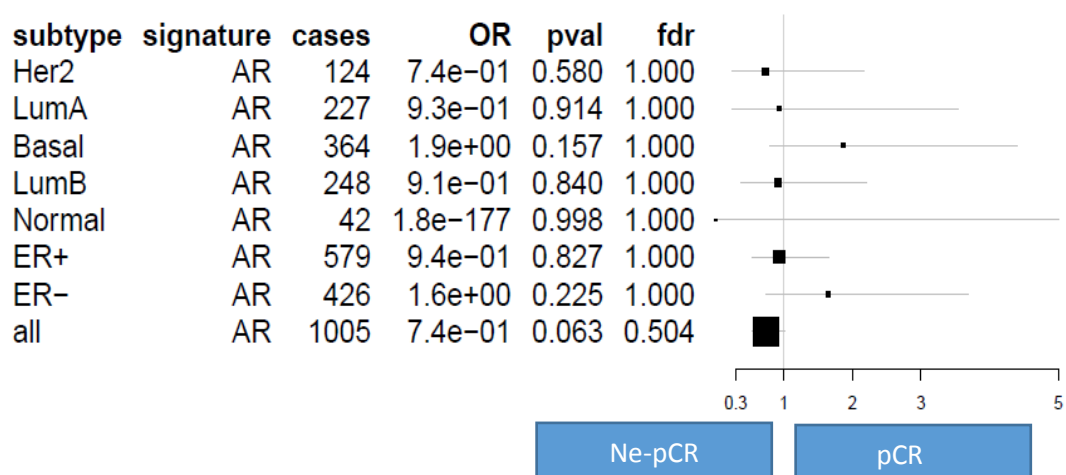 subtype signature cases OR pval fdr
Her2 AR 124 7.4e−01 0.580 1.000
LumA AR 227 9.3e−01 0.914 1.000
Basal AR 364 1.9e+00 0.157 1.000
LumB AR 248 9.1e−01 0.840 1.000
Normal AR 42 1.8e−177 0.998 1.000
ER+ AR 579 9.4e−01 0.827 1.000
ER− AR 426 1.6e+00 0.225 1.000
all AR 1005 7.4e−01 0.063 0.504
0.3 1 2 3 5
Ne-pCR pCR